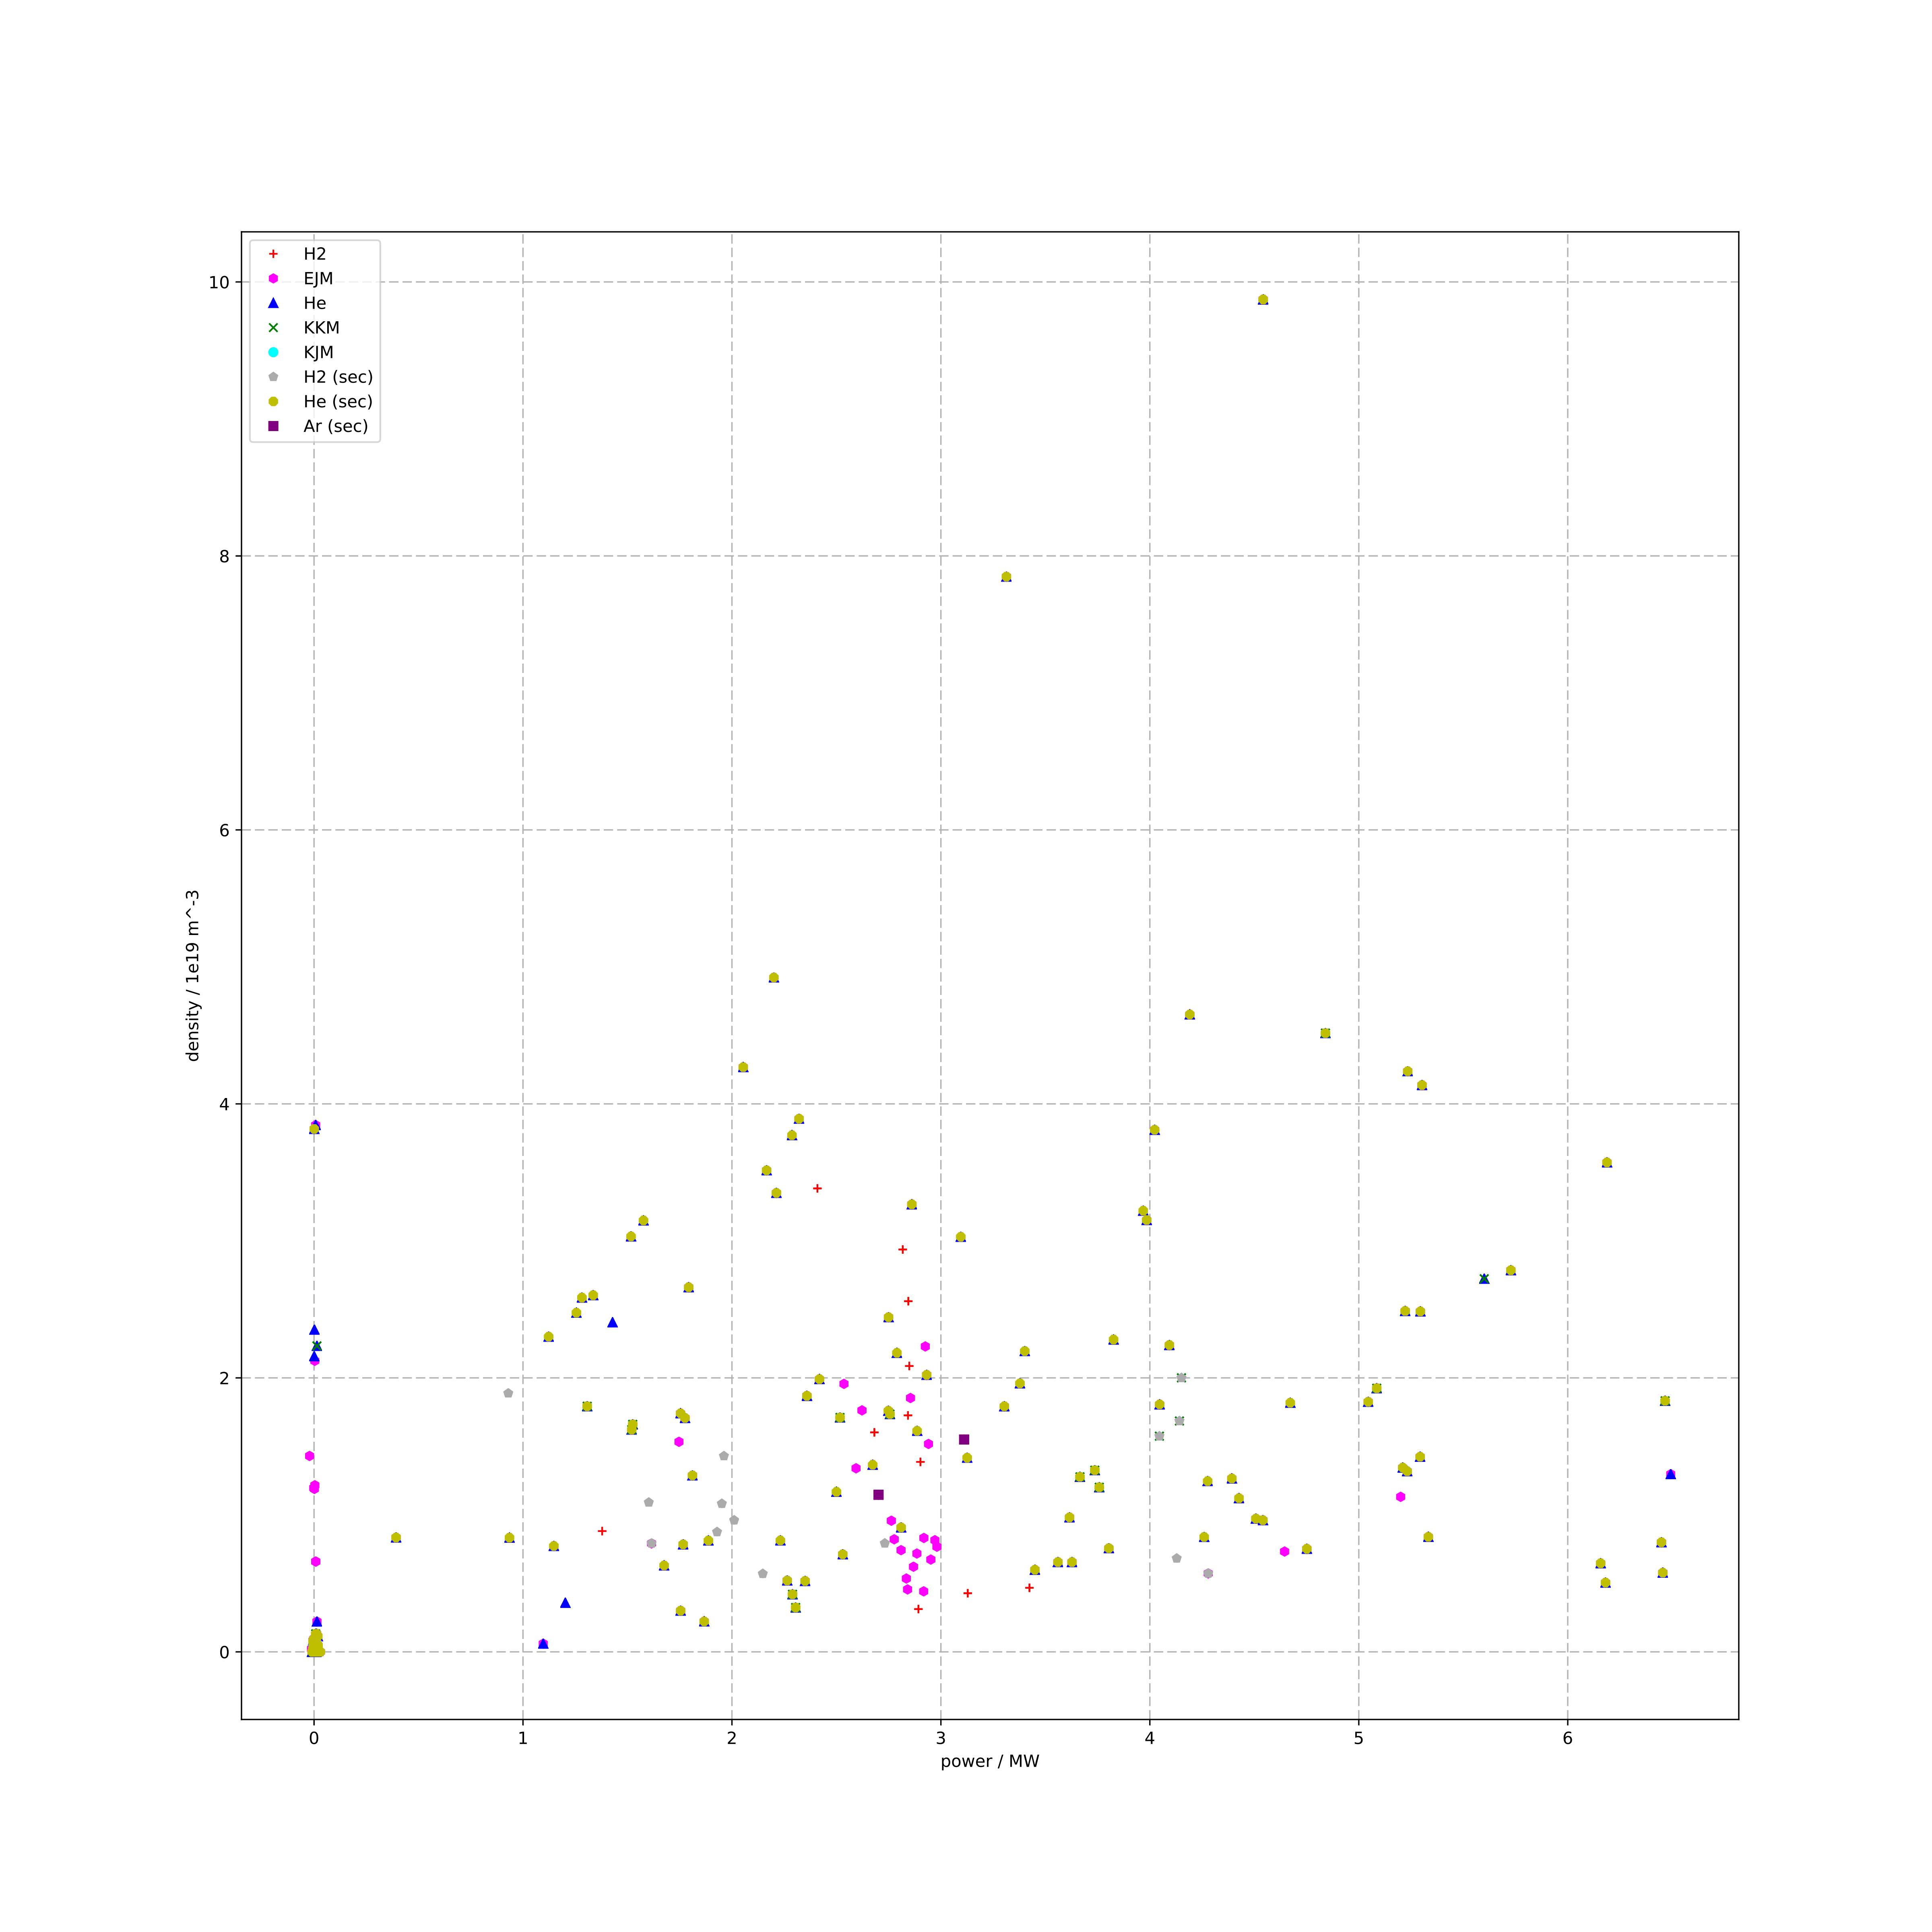 H2
EJM
He
KKM
KJM
H2 (sec)
He (sec)
Ar (sec)
10
8
6
4
2
0
density / 1e19 m^-3
0 1 2 3 4 5 6
power / MW